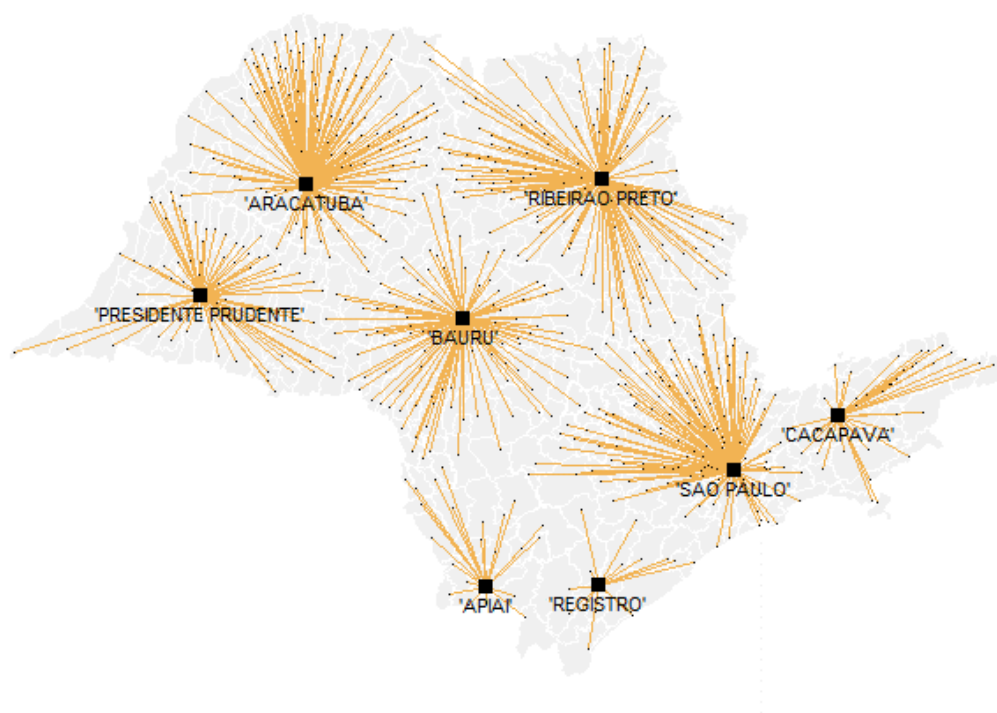 "ARACATUBA"
"RIBEIRAO PRETO"
"PRESIDENTE PRUDENTE"
"BAURU"
"CACAPAVA"
"SAO PAULO"
"APIAI"
"REGISTRO"